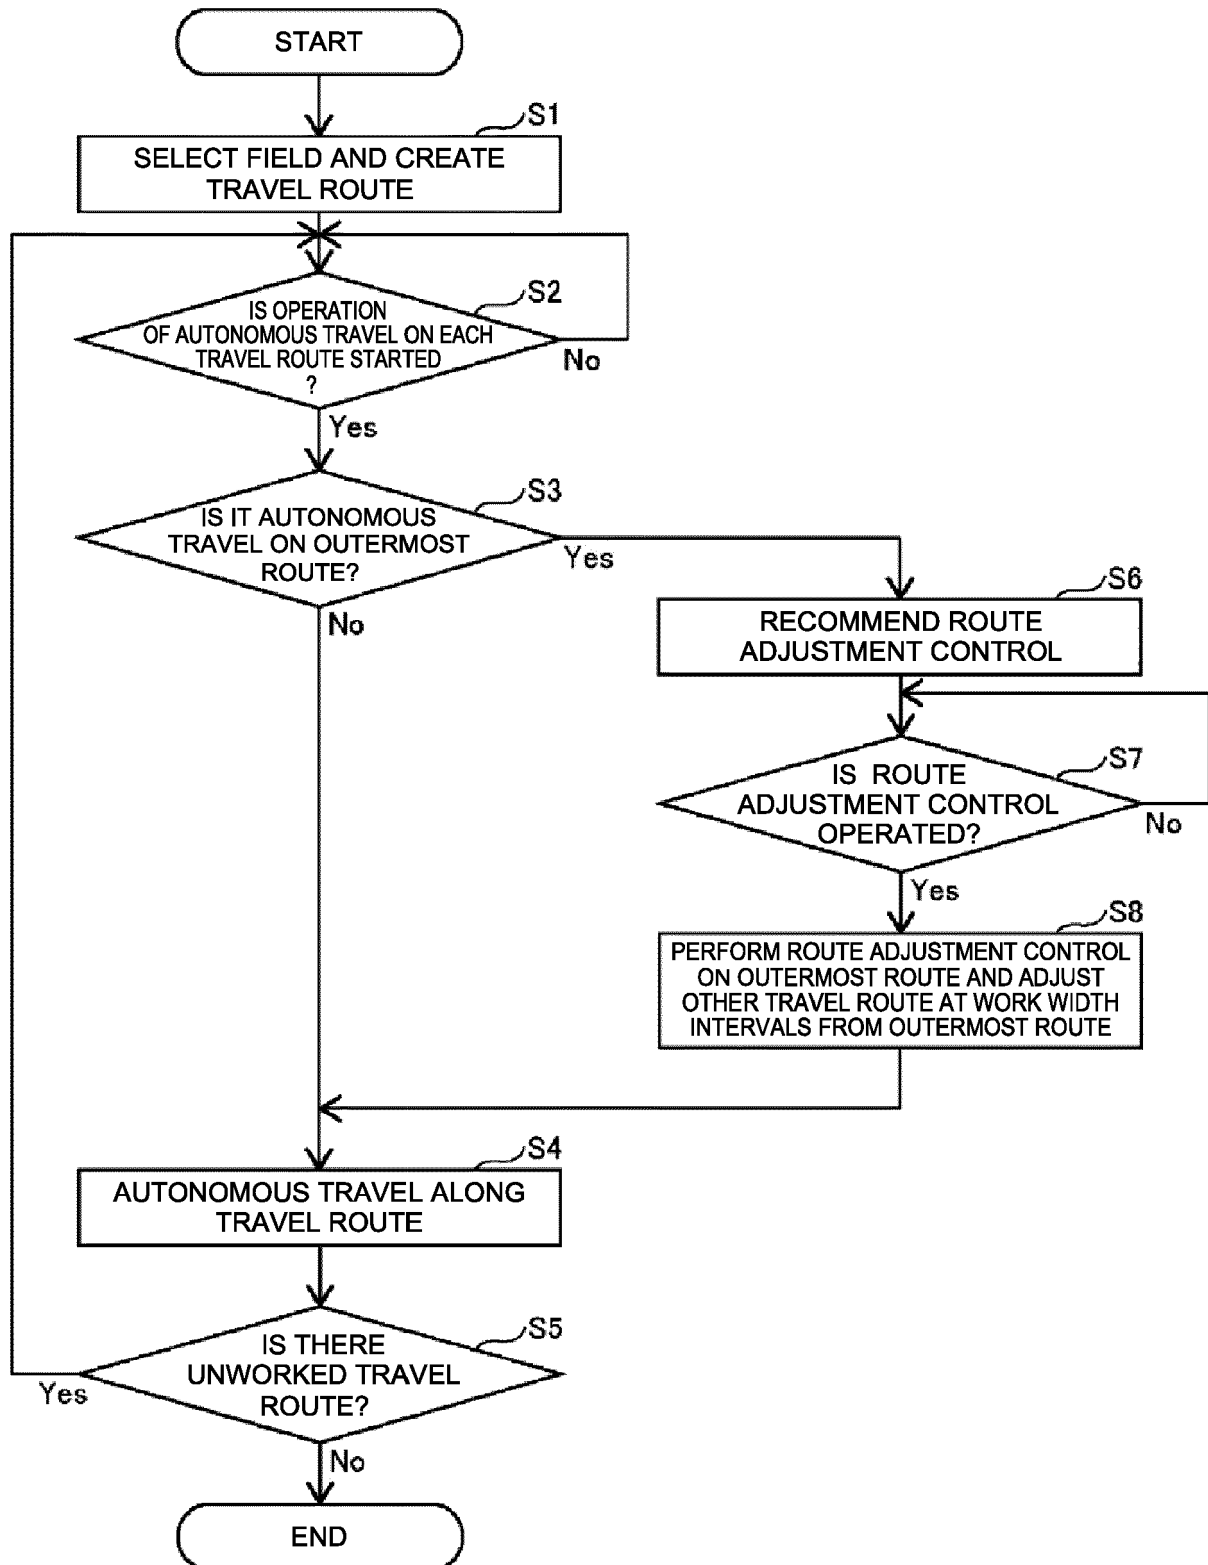 START
S1
SELECT FIELD AND CREATE
TRAVEL ROUTE
S2
IS OPERATION
OF AUTONOMOUS TRAVEL ON EACH
TRAVEL ROUTE STARTED
?
No
Yes
S3
IS IT AUTONOMOUS
TRAVEL ON OUTERMOST
ROUTE?
Yes
No
S6
RECOMMEND ROUTE
ADJUSTMENT CONTROL
S7
IS ROUTE
ADJUSTMENT CONTROL
OPERATED?
No
Yes
S8
PERFORM ROUTE ADJUSTMENT CONTROL
ON OUTERMOST ROUTE AND ADJUST
OTHER TRAVEL ROUTE AT WORK WIDTH
INTERVALS FROM OUTERMOST ROUTE
S4
AUTONOMOUS TRAVEL ALONG
TRAVEL ROUTE
S5
IS THERE
UNWORKED TRAVEL
ROUTE?
Yes
No
END